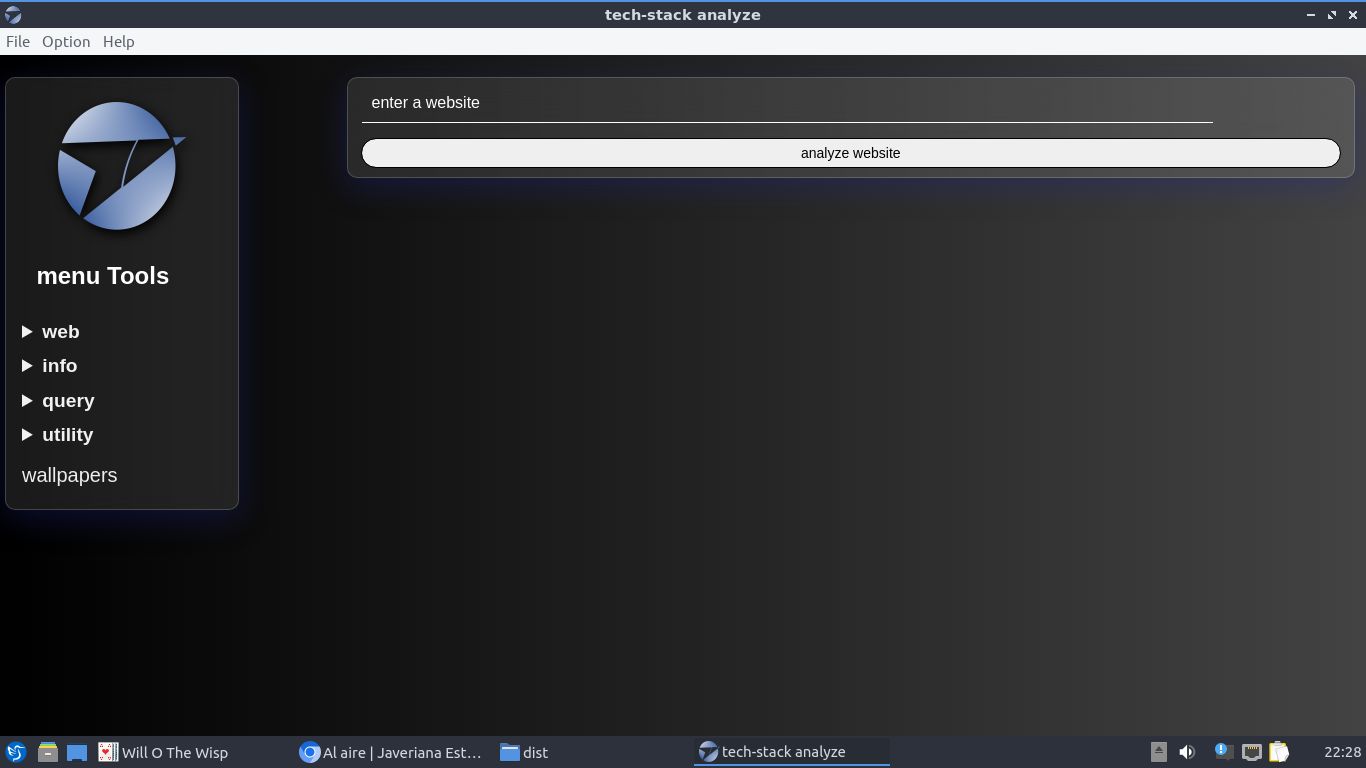 tech-stack analyze
File Option Help
menu Tools
web
info
query
utility
wallpapers
enter a website
analyze website
Will O The Wisp
Al aire | Javeriana Est...
dist
tech-stack analyze
22:28